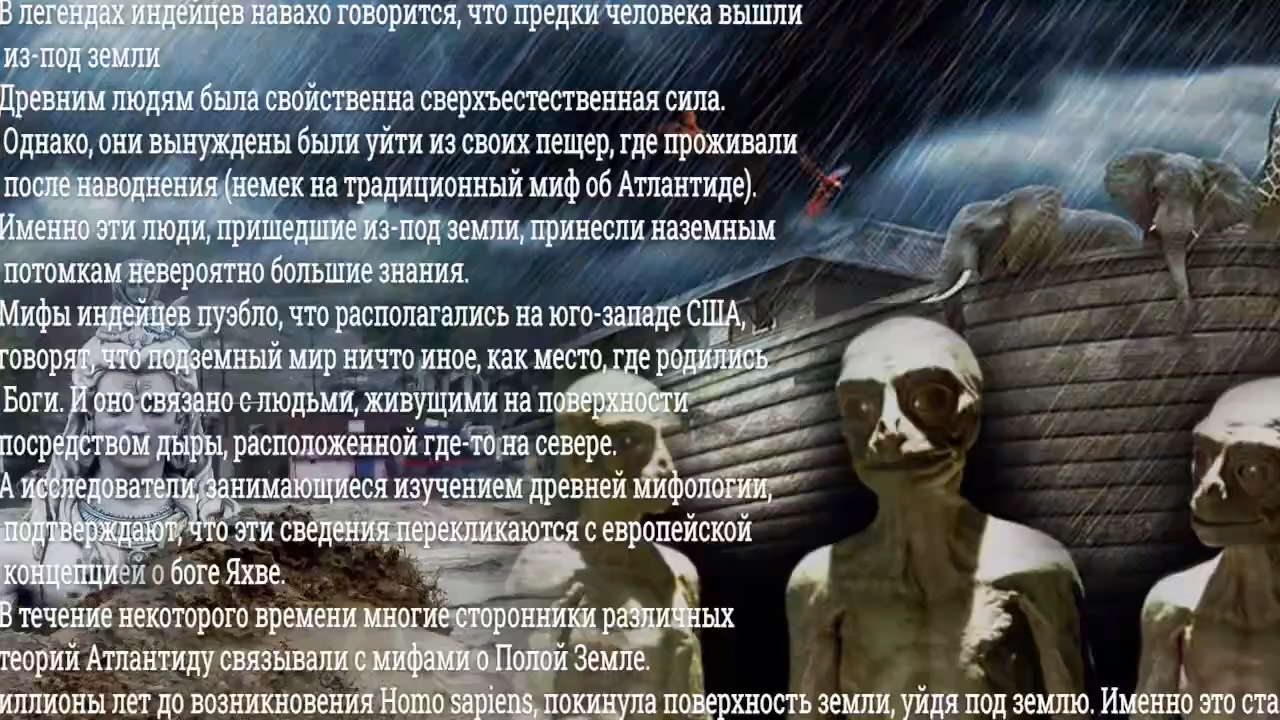 В легендах индейцев навахо говорится, что предки человека вышли
из-под земли
Древним людям была свойственна сверхъестественная сила.
Однако, они вынуждены были уйти из своих пещер, где проживали
после наводнения (немек на традиционный миф об Атлантиде).
Именно эти люди, пришедшие из-под земли, принесли наземным
потомкам невероятно большие знания.
Мифы индейцев пуэбло, что располагались на юго-западе США,
говорят, что подземный мир ничто иное, как место, где родились
Боги. И оно связано с людьми, живущими на поверхности
посредством дыры, расположенной где-то на севере.
А исследователи, занимающиеся изучением древней мифологии,
подтверждают, что эти сведения перекликаются с европейской
концепцией о боге Яхве.
В течение некоторого времени многие сторонники различных
теорий Атлантиду связывали с мифами о Полой Земле.
иллионы лет до возникновения Homo sapiens, покинула поверхность земли, уйдя под землю. Именно это ста